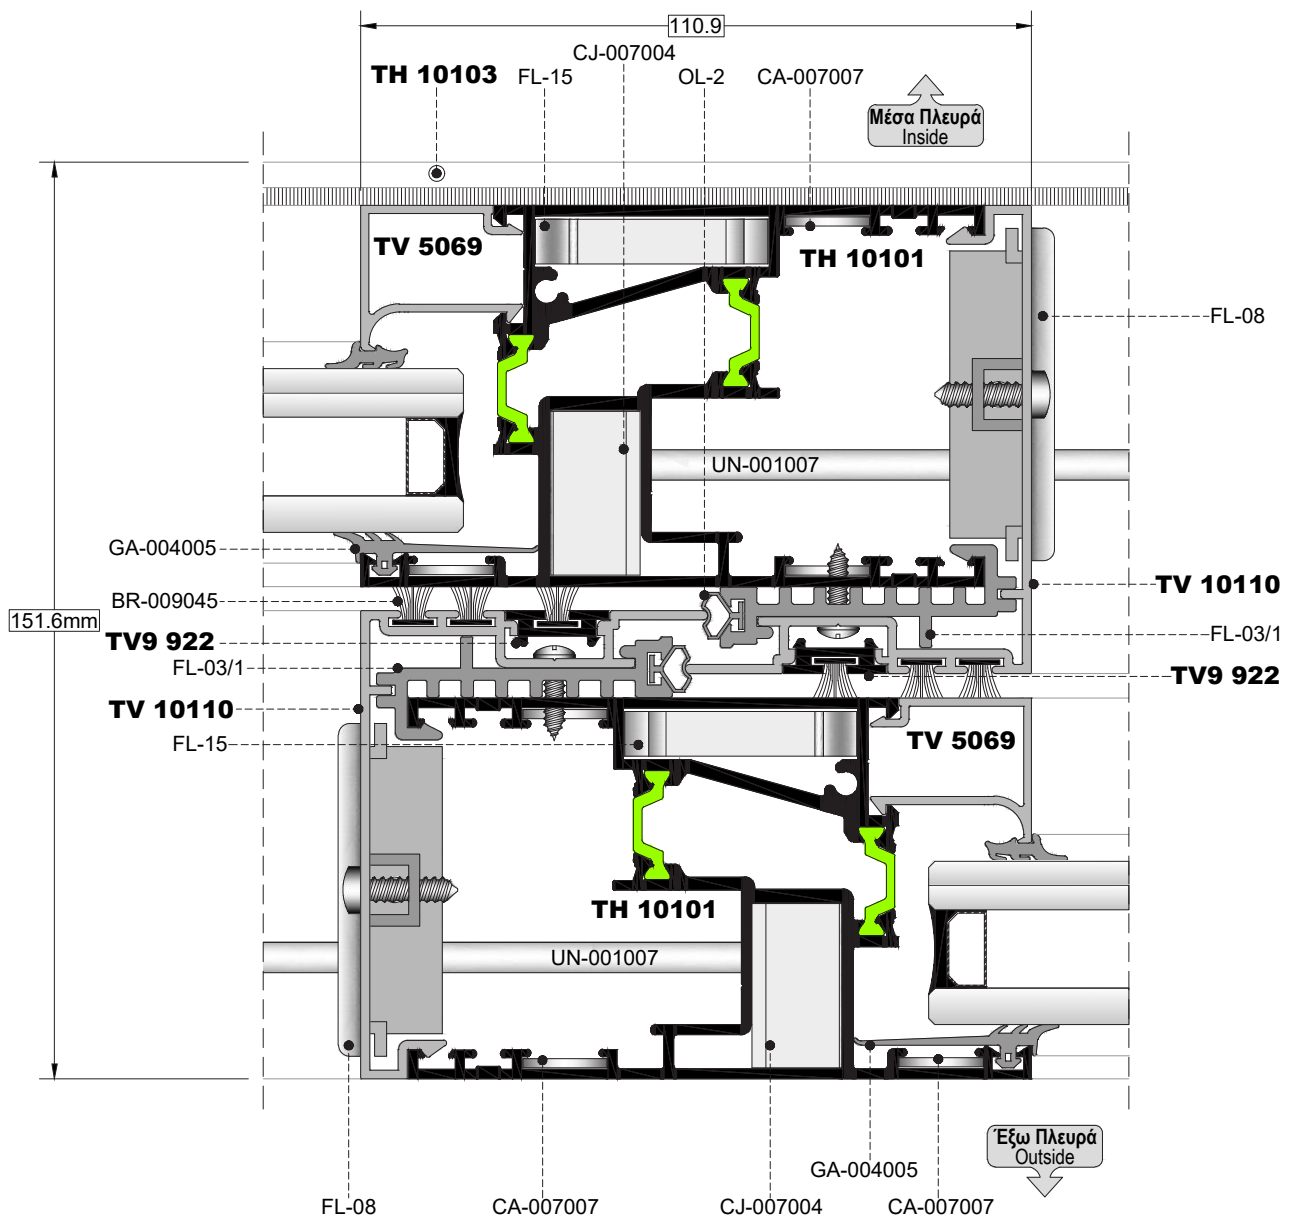 110.9
CJ-007004
TH 10103
FL-15
OL-2
CA-007007
Μέσα Πλευρά
Inside
TV 5069
TH 10101
FL-08
UN-001007
GA-004005
TV 10110
BR-009045
151.6mm
TV9 922
FL-03/1
FL-03/1
TV9 922
TV 10110
FL-15
TV 5069
TH 10101
UN-001007
Έξω Πλευρά
Outside
GA-004005
FL-08
CA-007007
CJ-007004
CA-007007